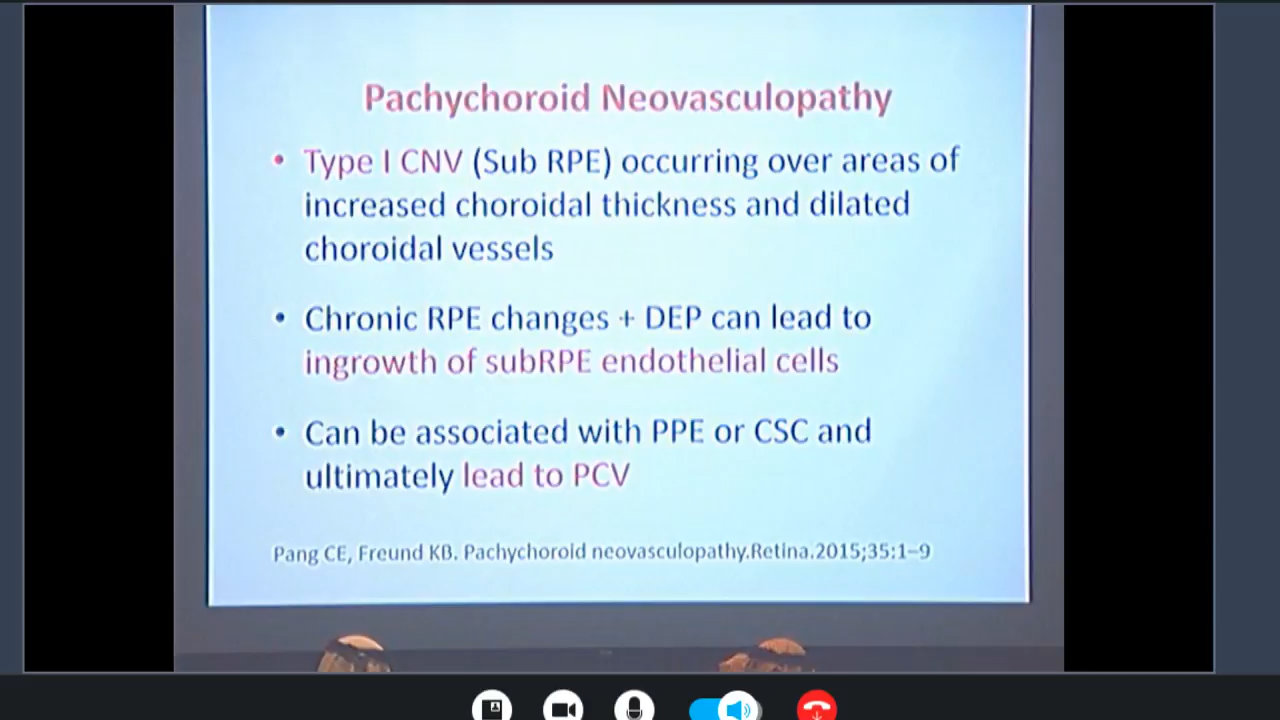 Pachychoroid Neovasculopathy
• Type I CNV (Sub RPE) occurring over areas of
increased choroidal thickness and dilated
choroidal vessels
• Chronic RPE changes + DEP can lead to
ingrowth of subRPE endothelial cells
• Can be associated with PPE or CSC and
ultimately lead to PCV
Pang CE, Freund KB. Pachychoroid neovasculopathy.Retina.2015;35:1–9